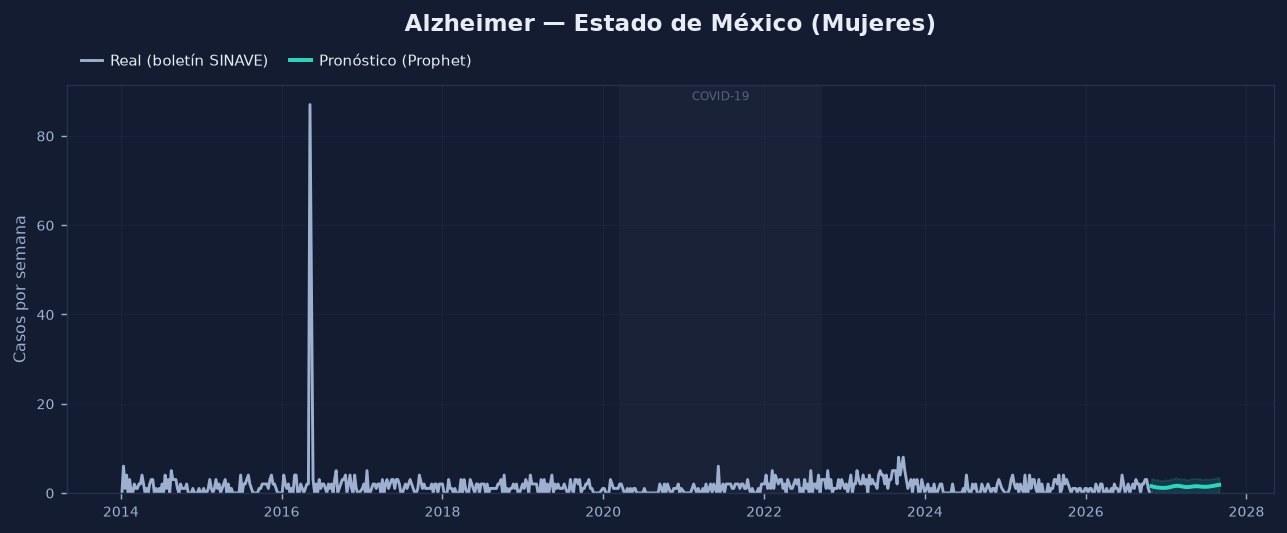 Alzheimer — Estado de México (Mujeres)
Real (boletín SINAVE)
Pronóstico (Prophet)
COVID-19
Casos por semana
80
60
40
20
0
2014
2016
2018
2020
2022
2024
2026
2028